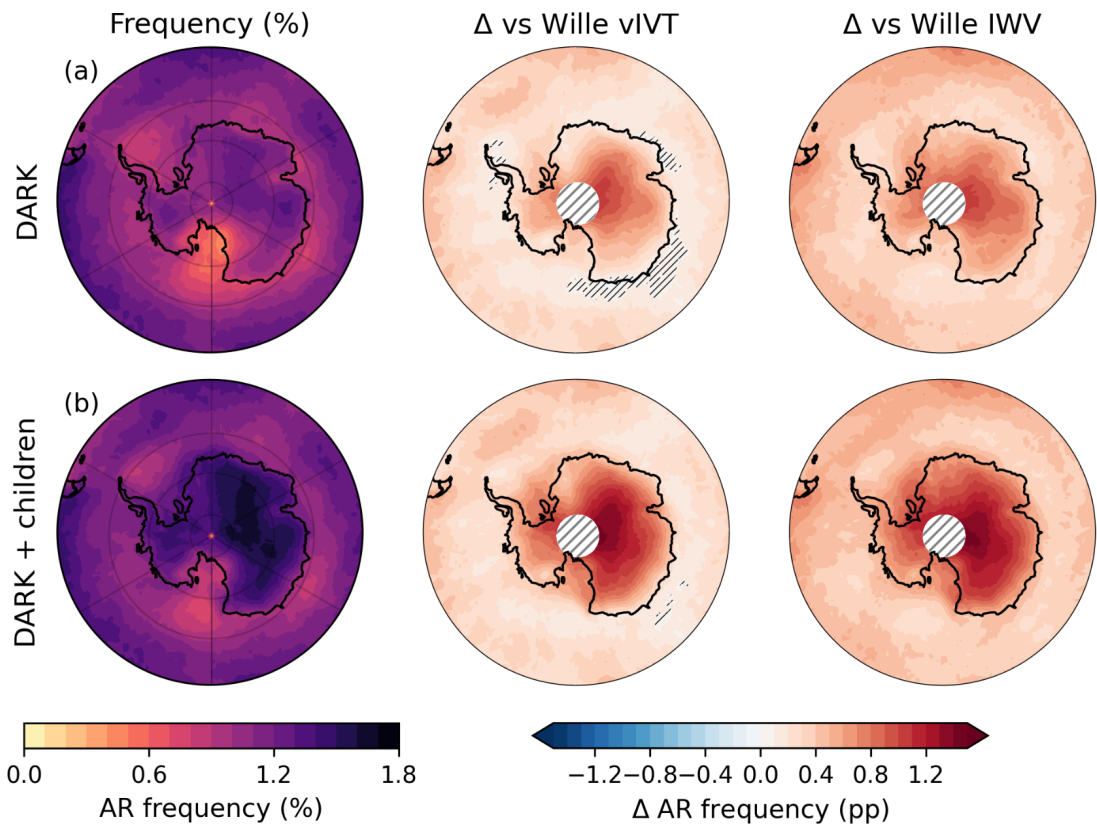 Frequency (%)
Δ vs Wille vIVT
Δ vs Wille IWV
(a)
DARK
(b)
DARK + children
0.0 0.6 1.2 1.8
AR frequency (%)
−1.2 −0.8 −0.4 0.0 0.4 0.8 1.2
Δ AR frequency (pp)